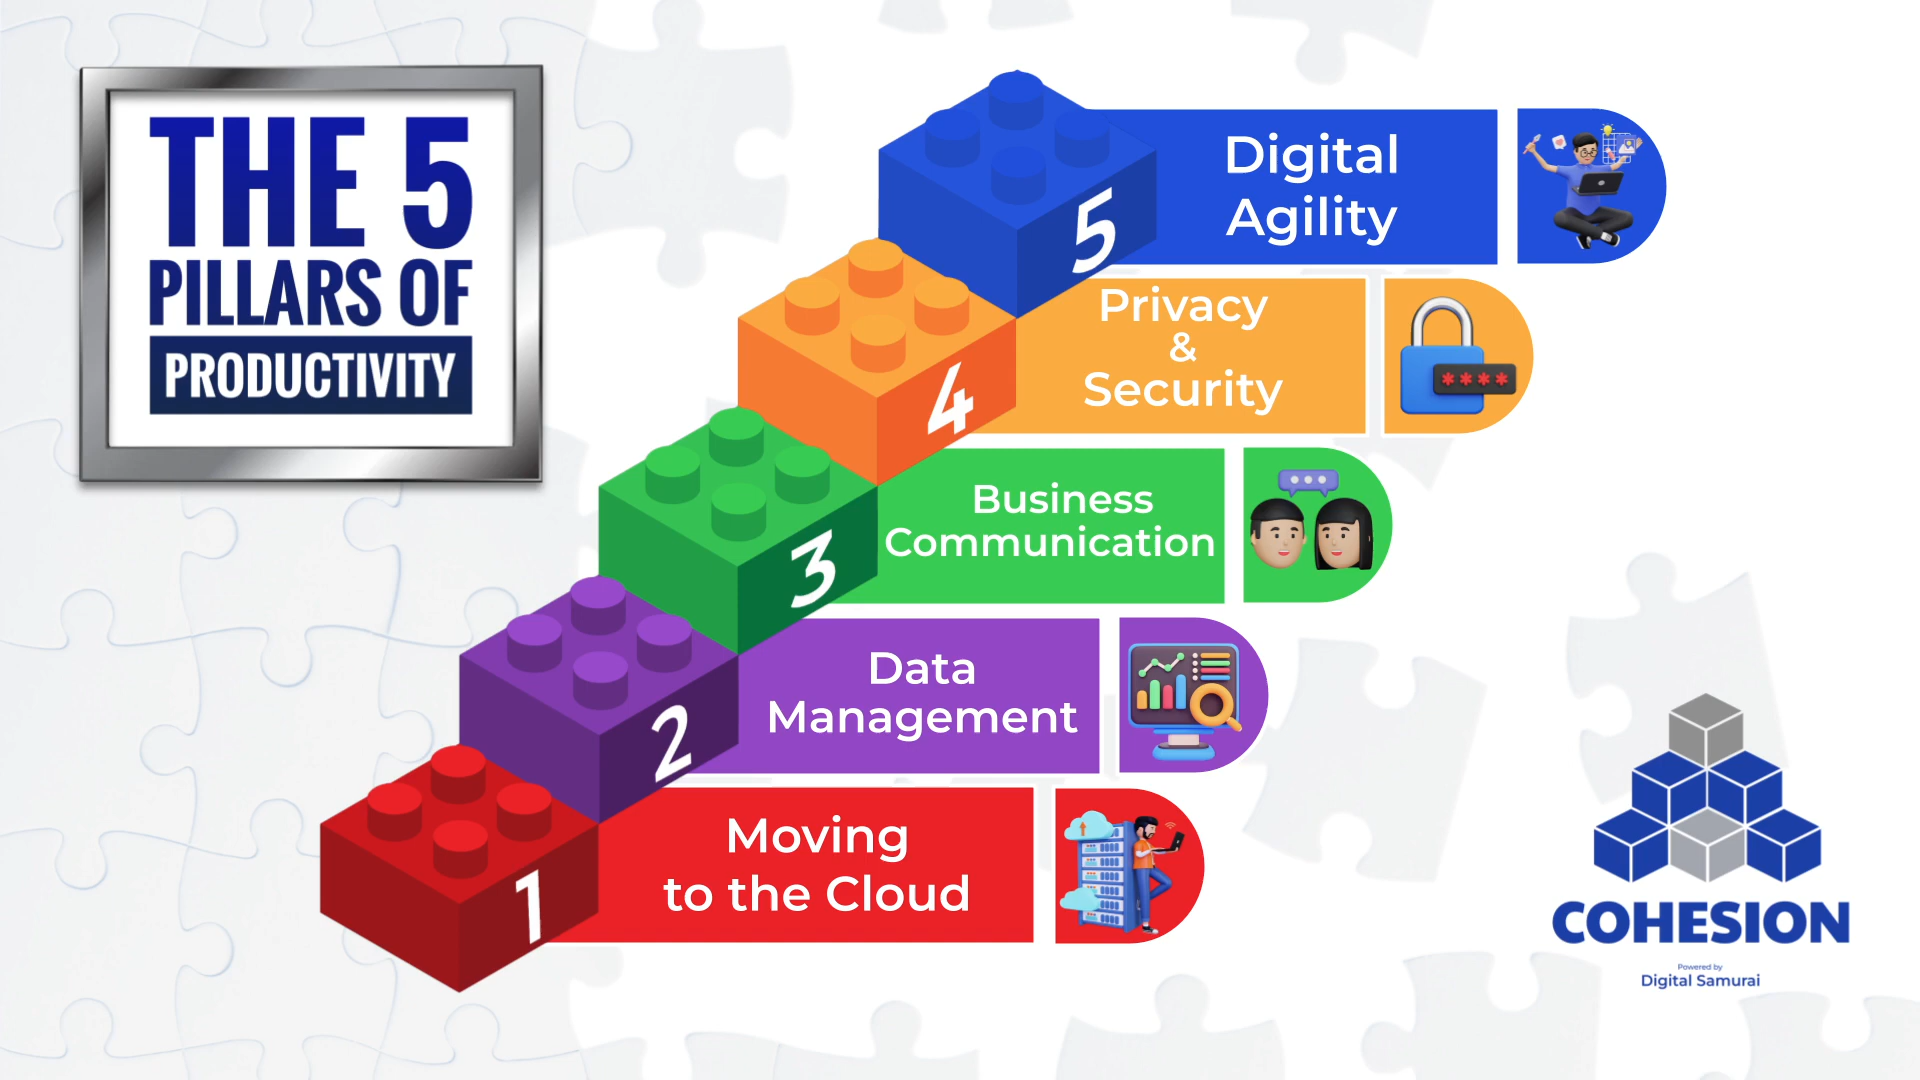 THE 5
PILLARS OF
PRODUCTIVITY
5
Digital
Agility
4
Privacy
&
Security
****
3
Business
Communication
2
Data
Management
1
Moving
to the Cloud
COHESION
Powered by
Digital Samurai